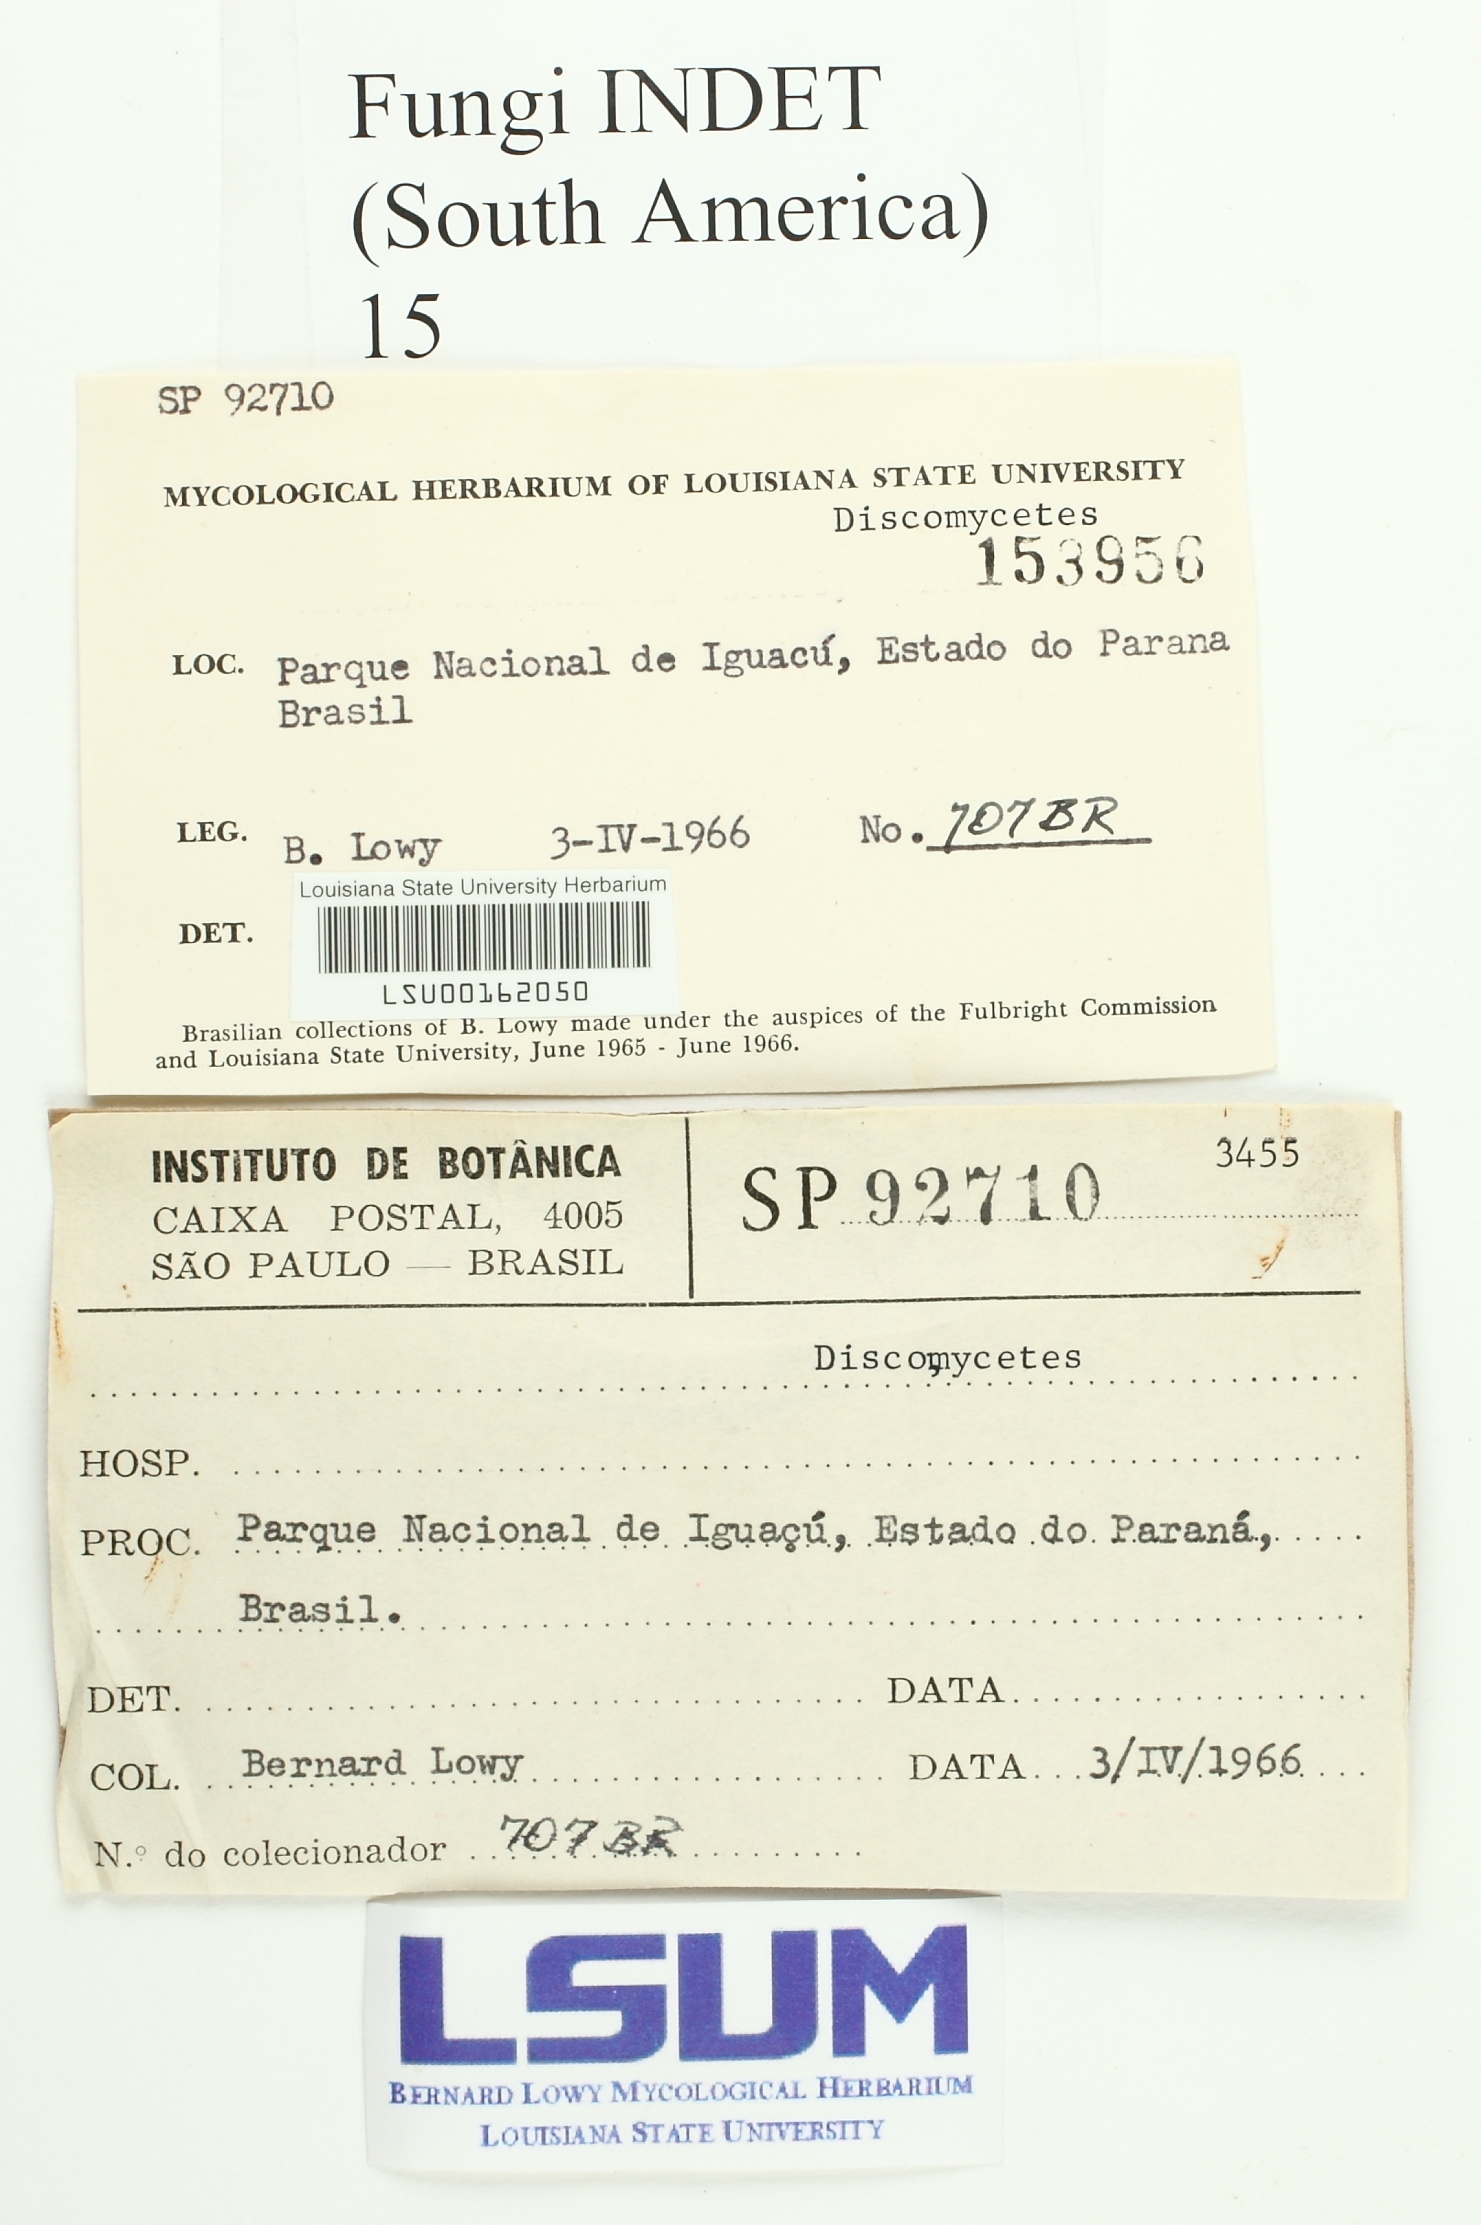 Fungi INDET
(South America)
15
SP 92710
MYCOLOGICAL HERBARIUM OF LOUISIANA STATE UNIVERSITY
Discomycetes
153956
LOC. Parque Nacional de Iguacú, Estado do Parana
Brasil
LEG. B. Lowy 3-IV-1966 No. 707BR
Louisiana State University Herbarium
DET.
LSU00162050
Brasilian collections of B. Lowy made under the auspices of the Fulbright Commission
and Louisiana State University, June 1965 - June 1966.
INSTITUTO DE BOTÂNICA
CAIXA POSTAL, 4005
SÃO PAULO — BRASIL
SP 92710
3455
Discomycetes
HOSP.
PROC. Parque Nacional de Iguaçú, Estado do Paraná,
Brasil.
DET. DATA
COL. Bernard Lowy DATA 3/IV/1966
N.º do colecionador 707BR
LSUM
BERNARD LOWY MYCOLOGICAL HERBARIUM
LOUISIANA STATE UNIVERSITY